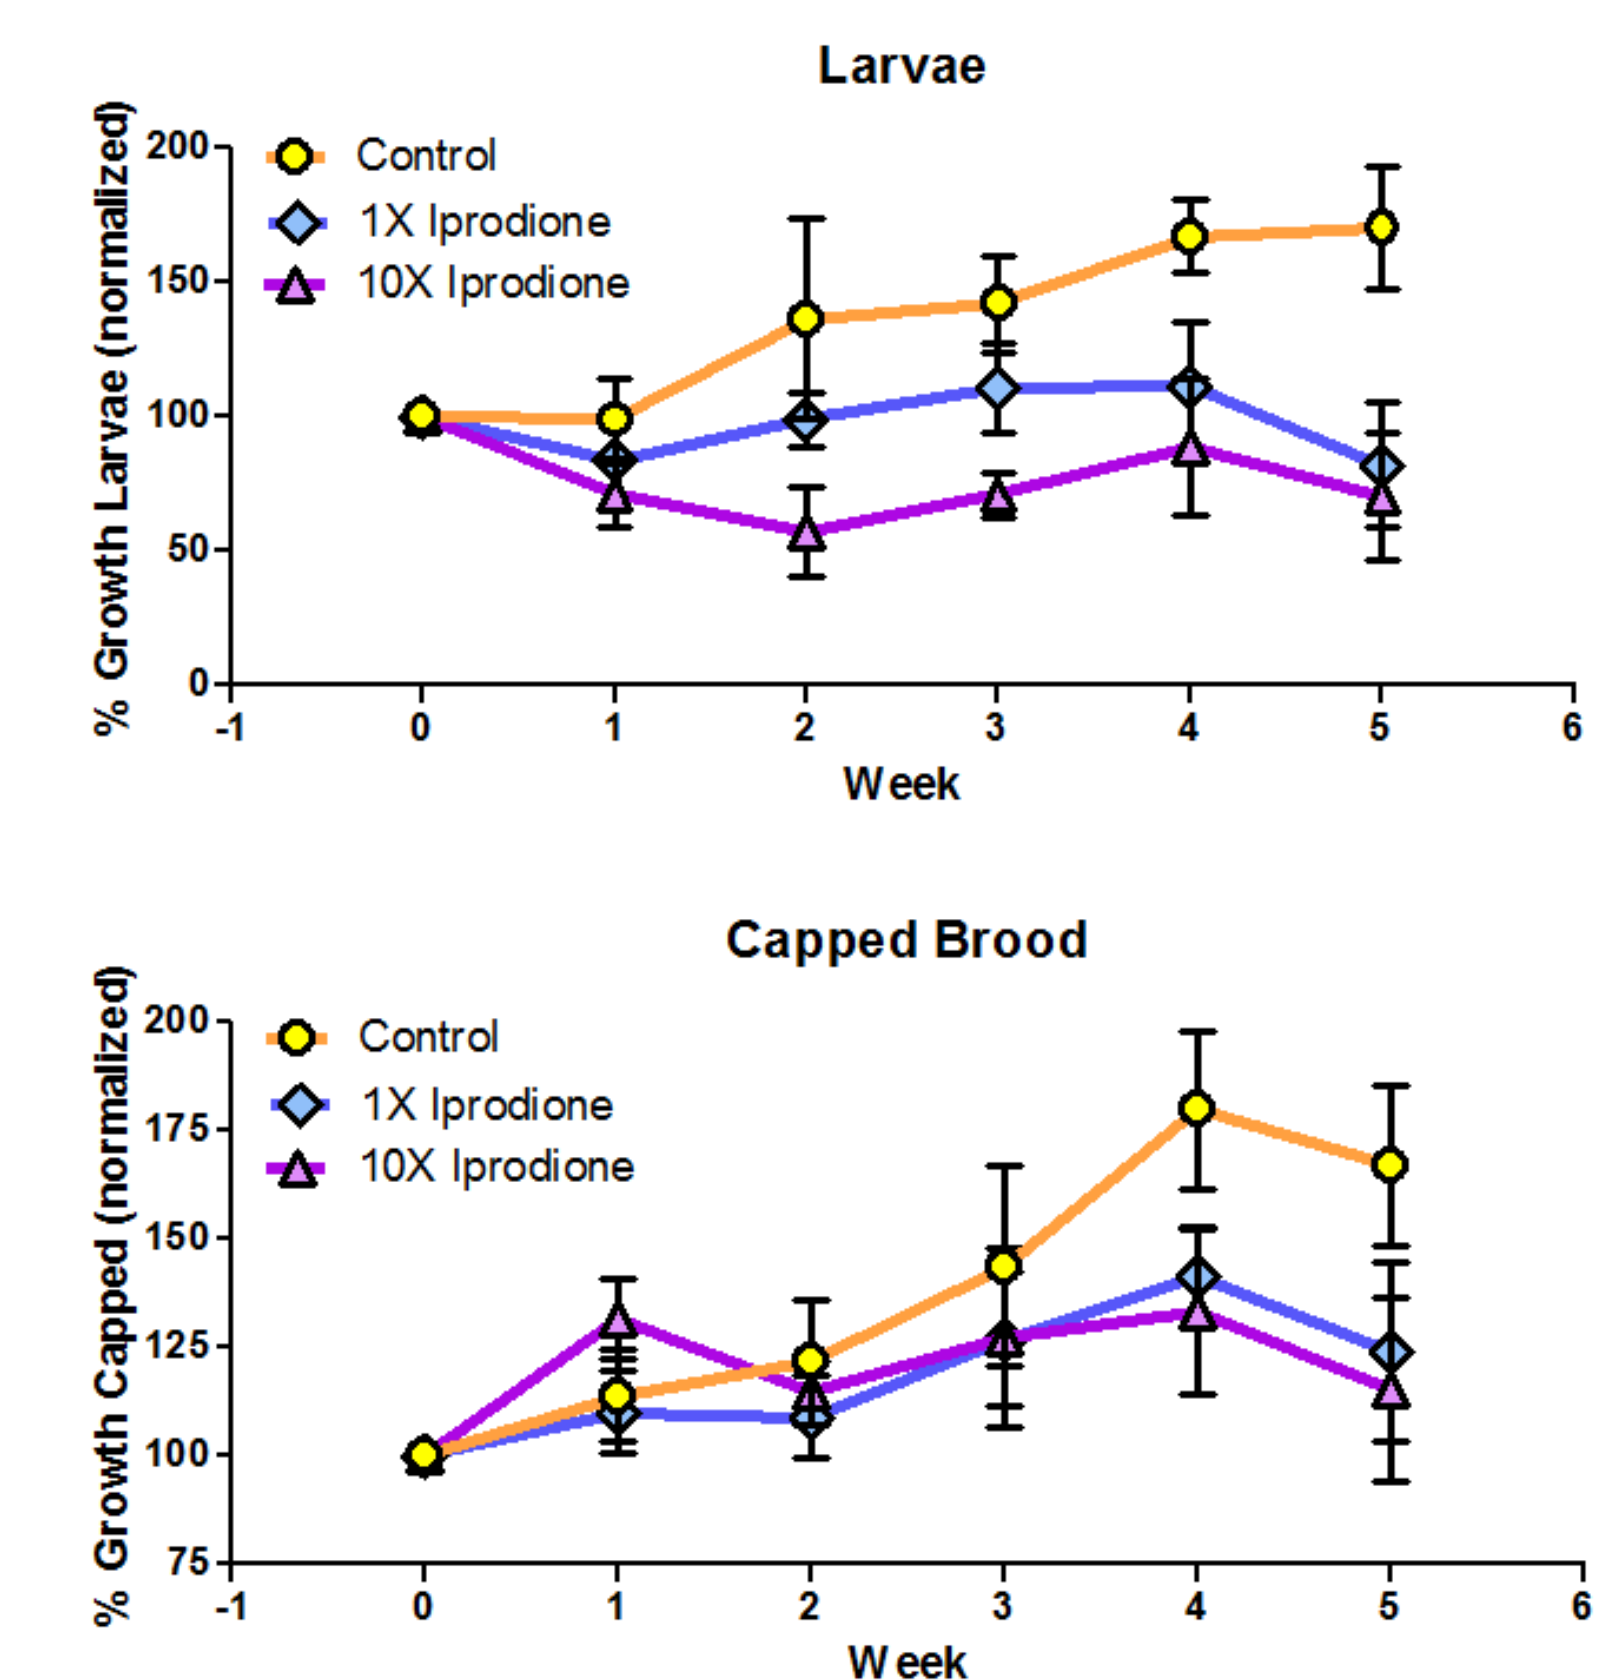 Larvae
% Growth Larvae (normalized)
200
150
100
50
0
Control
1X Iprodione
10X Iprodione
-1 0 1 2 3 4 5 6
Week
Capped Brood
% Growth Capped (normalized)
200
175
150
125
100
75
Control
1X Iprodione
10X Iprodione
-1 0 1 2 3 4 5 6
Week